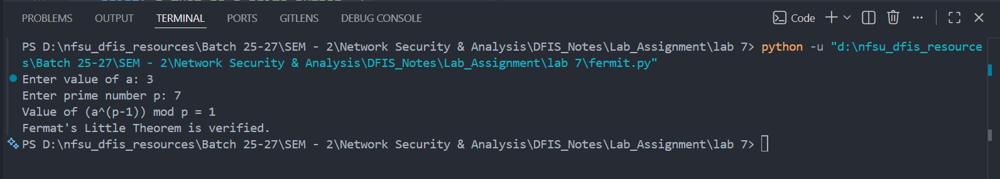 PROBLEMS OUTPUT TERMINAL PORTS GITLENS DEBUG CONSOLE Code
PS D:\nfsu_dfis_resources\Batch 25-27\SEM - 2\Network Security & Analysis\DFIS_Notes\Lab_Assignment\lab 7> python -u "d:\nfsu_dfis_resource
s\Batch 25-27\SEM - 2\Network Security & Analysis\DFIS_Notes\Lab_Assignment\lab 7\fermit.py"
Enter value of a: 3
Enter prime number p: 7
Value of (a^(p-1)) mod p = 1
Fermat's Little Theorem is verified.
PS D:\nfsu_dfis_resources\Batch 25-27\SEM - 2\Network Security & Analysis\DFIS_Notes\Lab_Assignment\lab 7>